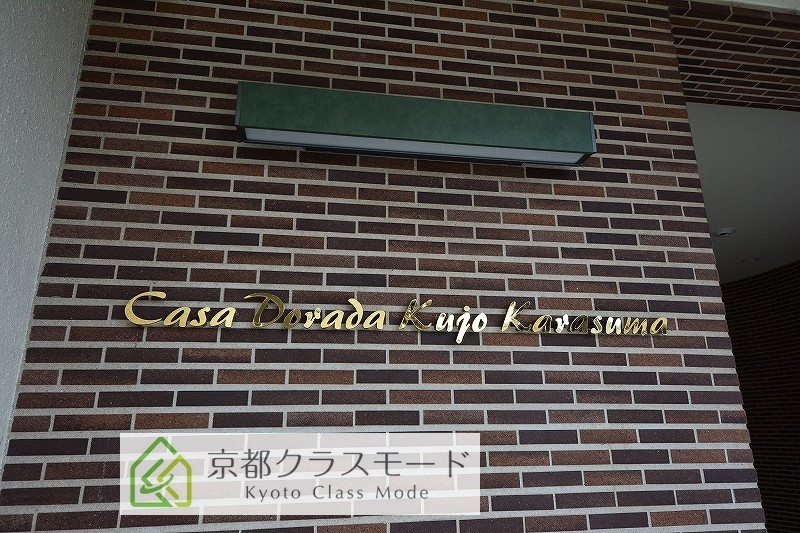 Casa Dorada Kujo Karasuma
京都クラスモード
Kyoto Class Mode